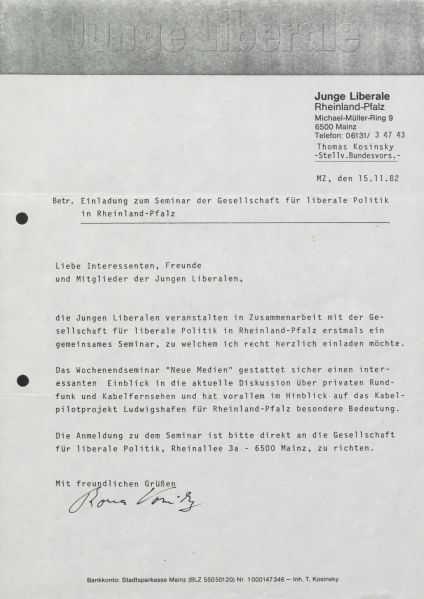 Junge Liberale
Junge Liberale
Rheinland-Pfalz
Michael-Müller-Ring 9
6500 Mainz
Telefon: 06131/ 3 47 43
Thomas Kosinsky
-Stellv.Bundesvors.-
MZ, den 15.11.82
Betr. Einladung zum Seminar der Gesellschaft für liberale Politik
in Rheinland-Pfalz
Liebe Interessenten, Freunde
und Mitglieder der Jungen Liberalen,
die Jungen Liberalen veranstalten in Zusammenarbeit mit der Ge-
sellschaft für liberale Politik in Rheinland-Pfalz erstmals ein
gemeinsames Seminar, zu welchem ich recht herzlich einladen möchte.
Das Wochenendseminar "Neue Medien" gestattet sicher einen inter-
essanten Einblick in die aktuelle Diskussion über privaten Rund-
funk und Kabelfernsehen und hat vorallem im Hinblick auf das Kabel-
pilotprojekt Ludwigshafen für Rheinland-Pfalz besondere Bedeutung.
Die Anmeldung zu dem Seminar ist bitte direkt an die Gesellschaft
für liberale Politik, Rheinallee 3a - 6500 Mainz, zu richten.
Mit freundlichen Grüßen
Bankkonto: Stadtsparkasse Mainz (BLZ 550 501 20) Nr. 1 000 147 346 — Inh. T. Kosinsky